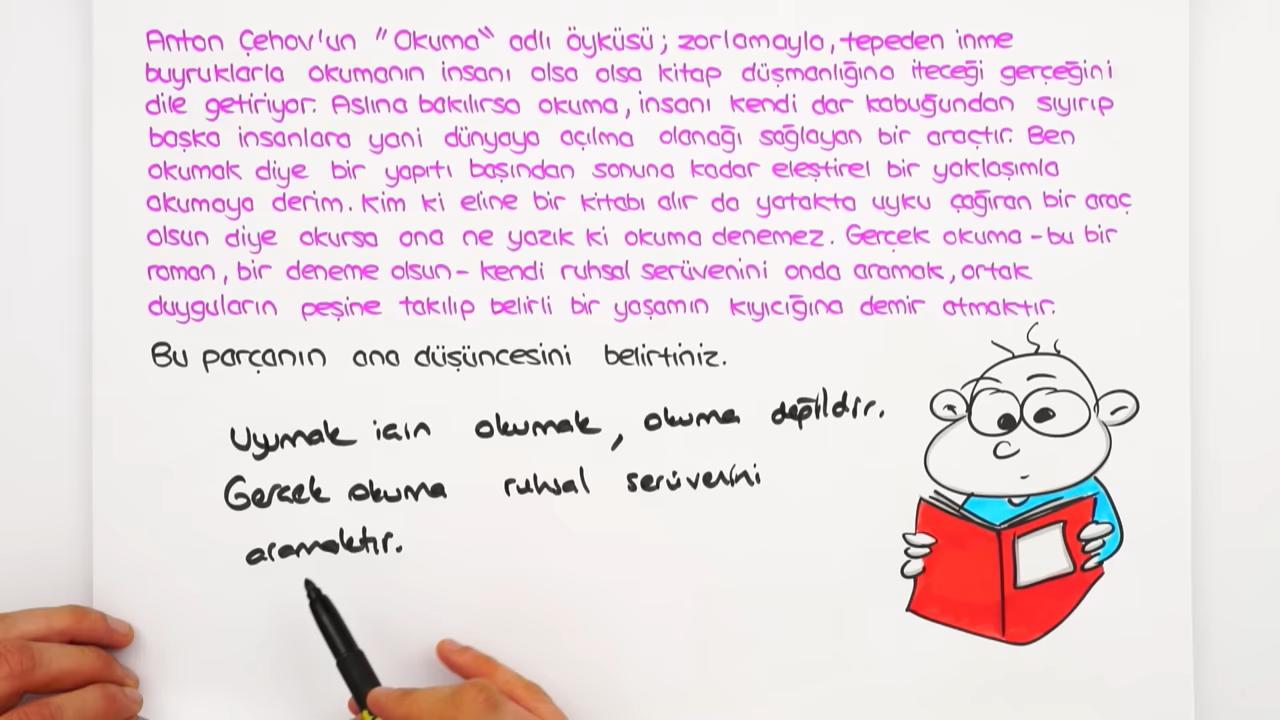 Anton Çehov'un "Okuma" adlı öyküsü; zorlamayla, tepeden inme
buyruklarla okumanın insanı olsa olsa kitap düşmanlığına iteceği gerçeğini
dile getiriyor. Aslına bakılırsa okuma, insanı kendi dar kabuğundan sıyırıp
başka insanlara yani dünyaya açılma olanağı sağlayan bir araçtır. Ben
okumak diye bir yapıtı başından sonuna kadar eleştirel bir yaklaşımla
okumaya derim. Kim ki eline bir kitabı alır da yatakta uyku çağıran bir araç
olsun diye okursa ona ne yazık ki okuma denemez. Gerçek okuma -bu bir
roman, bir deneme olsun- kendi ruhsal serüvenini onda aramak, ortak
duyguların peşine takılıp belirli bir yaşamın kıyıcığına demir atmaktır.
Bu parçanın ana düşüncesini belirtiniz.
Uyumak için okumak, okuma değildir.
Gerçek okuma ruhsal serüvenini
aramaktır.